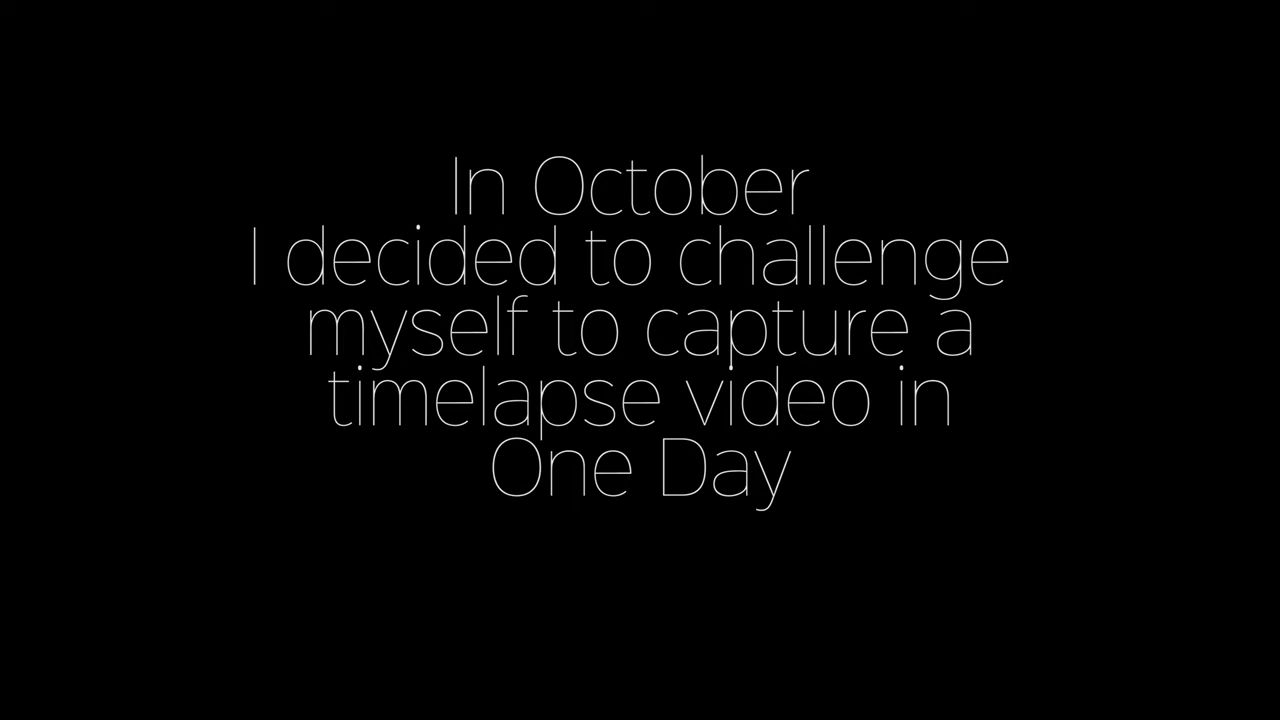 In October
I decided to challenge
myself to capture a
timelapse video in
One Day